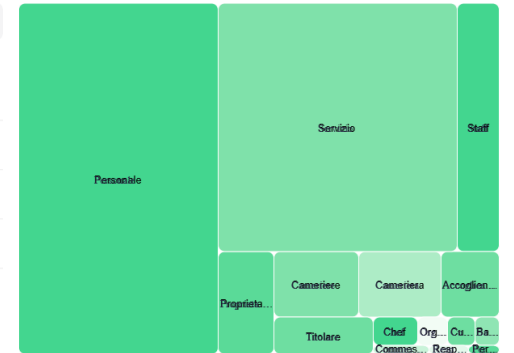 Servizio
Staff
Personale
Cameriere
Cameriera
Accoglien...
Proprieta...
Titolare
Chef
Org...
Cu...
Ba...
Commes...
Reap...
Per...